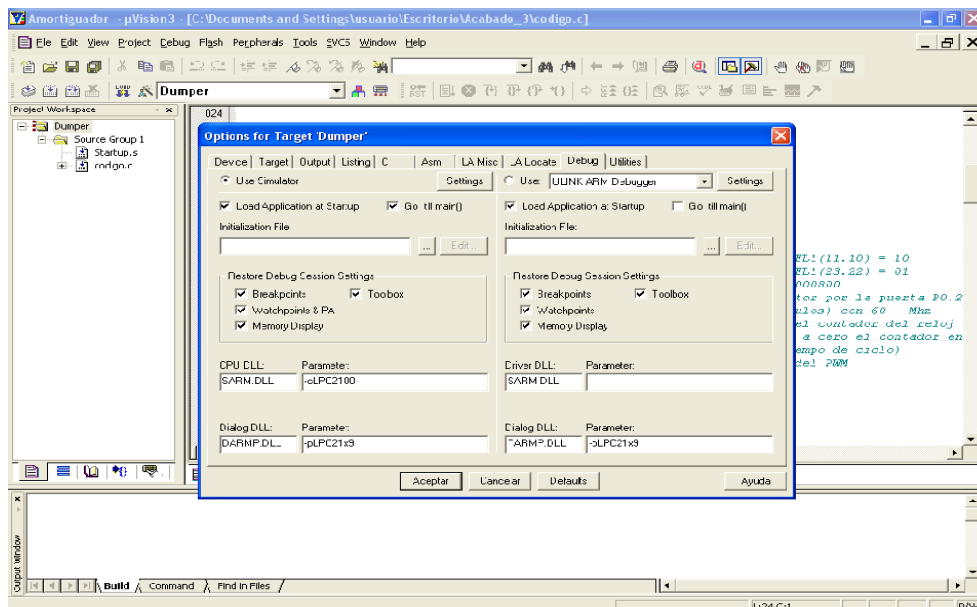 Amortiguador - µVision3 - [C:\Documents and Settings\usuario\Escritorio\Acabado_3\codigo.c]
File Edit View Project Debug Flash Peripherals Tools SVCS Window Help
Dumper
Project Workspace
Dumper
Source Group 1
Startup.s
codigo.c
024
Options for Target 'Dumper'
Device Target Output Listing C Asm LA Misc LA Locate Debug Utilities
Use Simulator Settings Use: ULINK ARM Debugger Settings
Load Application at Startup Go till main() Load Application at Startup Go till main()
Initialization File Initialization File:
... Edit... ... Edit...
Restore Debug Session Settings Restore Debug Session Settings
Breakpoints Toolbox Breakpoints Toolbox
Watchpoints & PA Watchpoints
Memory Display Memory Display
CPU DLL: Parameter: Driver DLL: Parameter:
SARM.DLL -cLPC2100 SARM.DLL
Dialog DLL: Parameter: Dialog DLL: Parameter:
DARMP.DLL -pLPC21x9 TARMP.DLL -pLPC21x9
Aceptar Cancelar Defaults Ayuda
(11.10) = 10
(23.22) = 01
000800
tor por la puerta P0.2
ulos) con 60 Mhz
el contador del reloj
a cero el contador en
empo de ciclo)
del PWM
Output Window
Build Command Find in Files
L:24 C:1 R/W